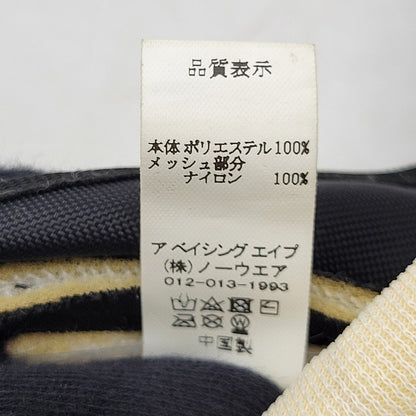 品質表示
本体 ポリエステル 100%
メッシュ部分
ナイロン 100%
ア ベイシング エイプ
(株) ノーウエア
012-013-1993
中国製